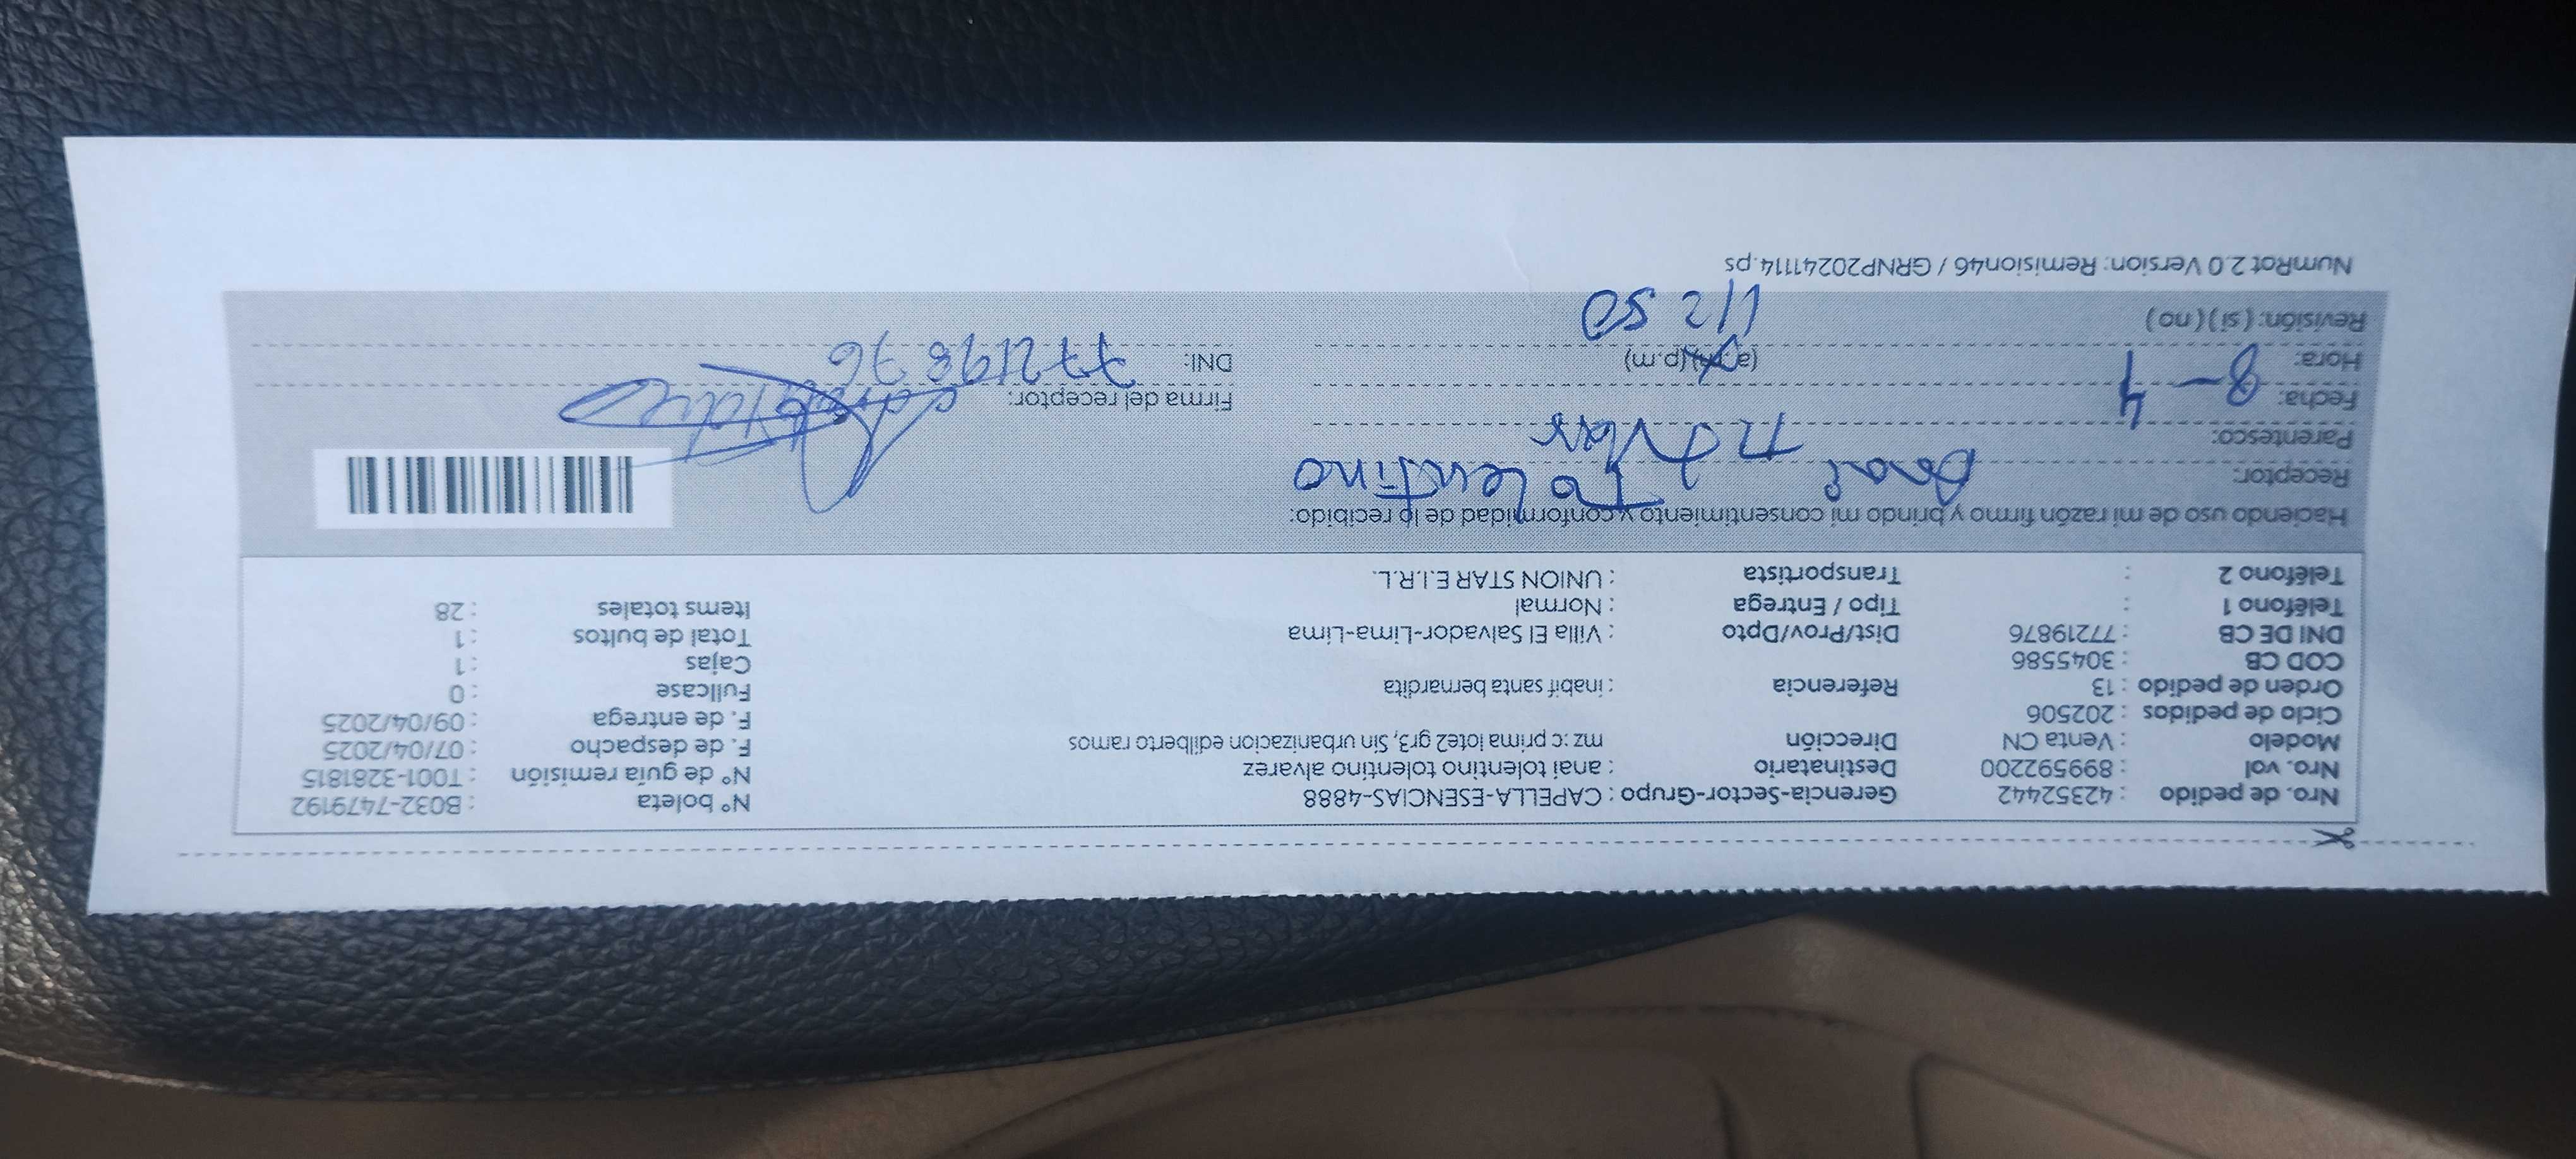 Nro. de pedido : 42352442 Gerencia-Sector-Grupo : CAPELLA-ESENCIAS-4888 N° boleta : B032-7479192
Nro. vol : 899592200 Destinatario : anai tolentino tolentino alvarez N° de guía remisión : T001-3281815
Modelo : Venta CN Dirección mz : c prima lote2 gr3, Sin urbanizacion edilberto ramos F. de despacho : 07/04/2025
Ciclo de pedidos : 202506 F. de entrega : 09/04/2025
Orden de pedido : 13 Referencia : inabif santa bernardita Fullcase : 0
COD CB : 3045586 Cajas : 1
DNI DE CB : 77219876 Dist/Prov/Dpto : Villa El Salvador-Lima-Lima Total de bultos : 1
Teléfono 1 : Tipo / Entrega : Normal Items totales : 28
Teléfono 2 : Transportista : UNION STAR E.I.R.L.
Haciendo uso de mi razón firmo y brindo mi consentimiento y conformidad de lo recibido:
Receptor: Tolentino
Parentesco:
Fecha: 8-4 Firma del receptor:
Hora: (a.m)(p.m) DNI: 77219876
Revisión: (si) (no)
NumRot 2.0 Version: Remision46 / GRNP20241114.ps